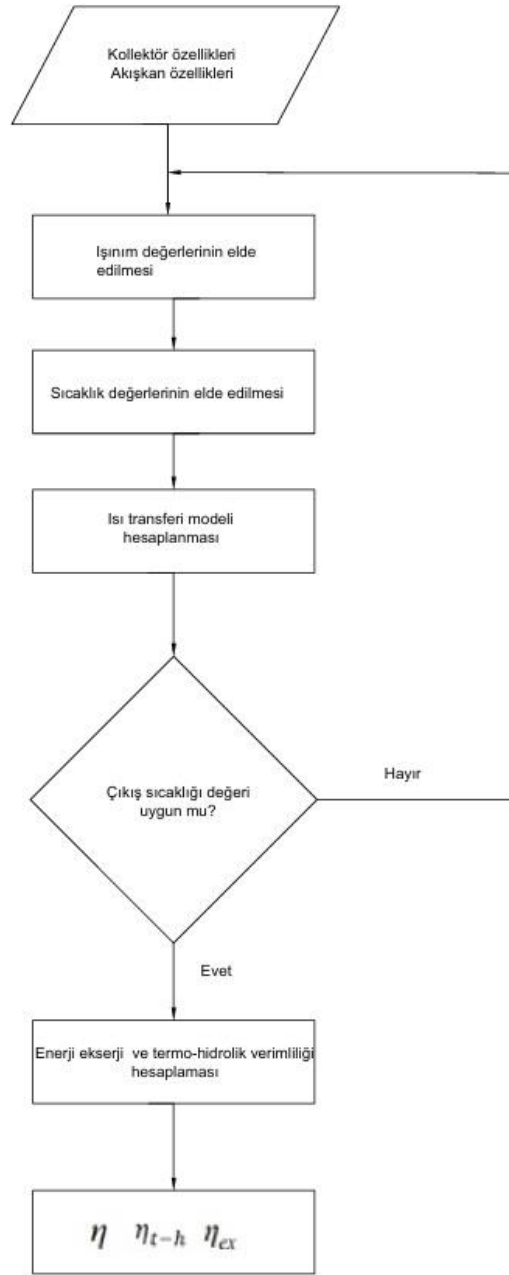 Kollektör özellikleri
Akışkan özellikleri
Işınım değerlerinin elde
edilmesi
Sıcaklık değerlerinin elde edilmesi
Isı transferi modeli
hesaplanması
Çıkış sıcaklığı değeri
uygun mu?
Hayır
Evet
Enerji ekserji ve termo-hidrolik verimliliği
hesaplaması
η η_{t-h} η_{ex}